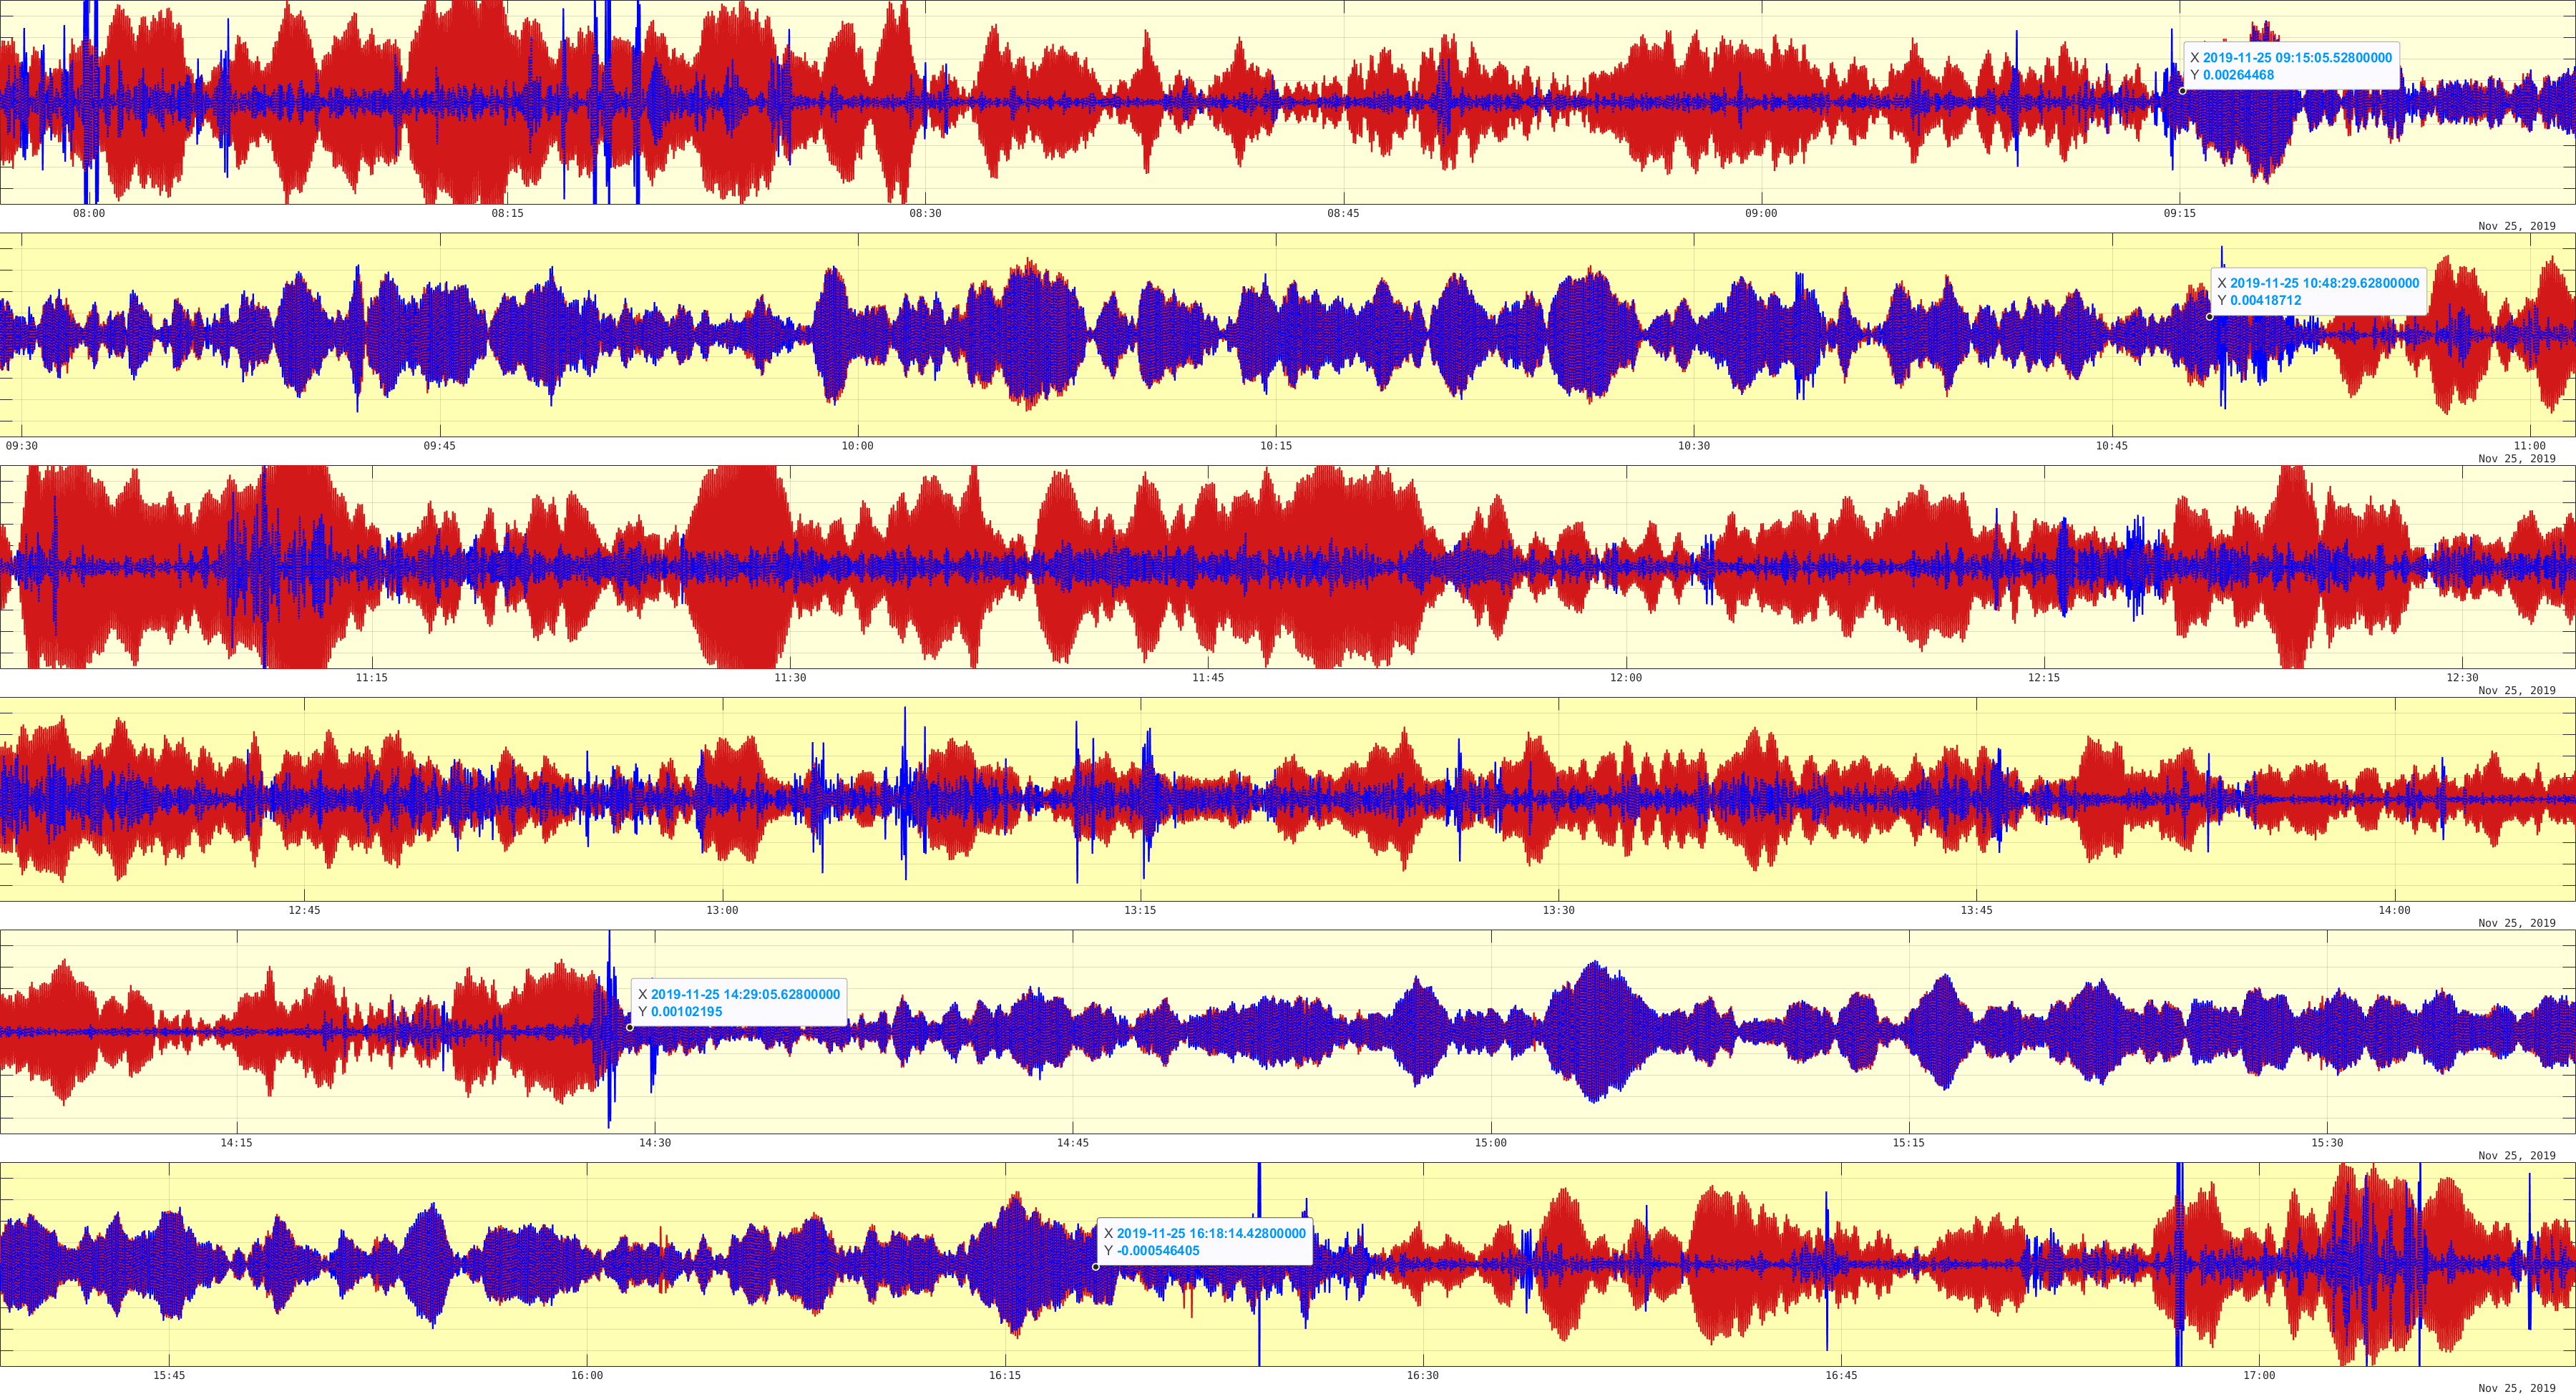 X 2019-11-25 09:15:05.52800000
Y 0.00264468
08:00 08:15 08:30 08:45 09:00 09:15
Nov 25, 2019
X 2019-11-25 10:48:29.62800000
Y 0.00418712
09:30 09:45 10:00 10:15 10:30 10:45 11:00
Nov 25, 2019
11:15 11:30 11:45 12:00 12:15 12:30
Nov 25, 2019
12:45 13:00 13:15 13:30 13:45 14:00
Nov 25, 2019
X 2019-11-25 14:29:05.62800000
Y 0.00102195
14:15 14:30 14:45 15:00 15:15 15:30
Nov 25, 2019
X 2019-11-25 16:18:14.42800000
Y -0.000546405
15:45 16:00 16:15 16:30 16:45 17:00
Nov 25, 2019